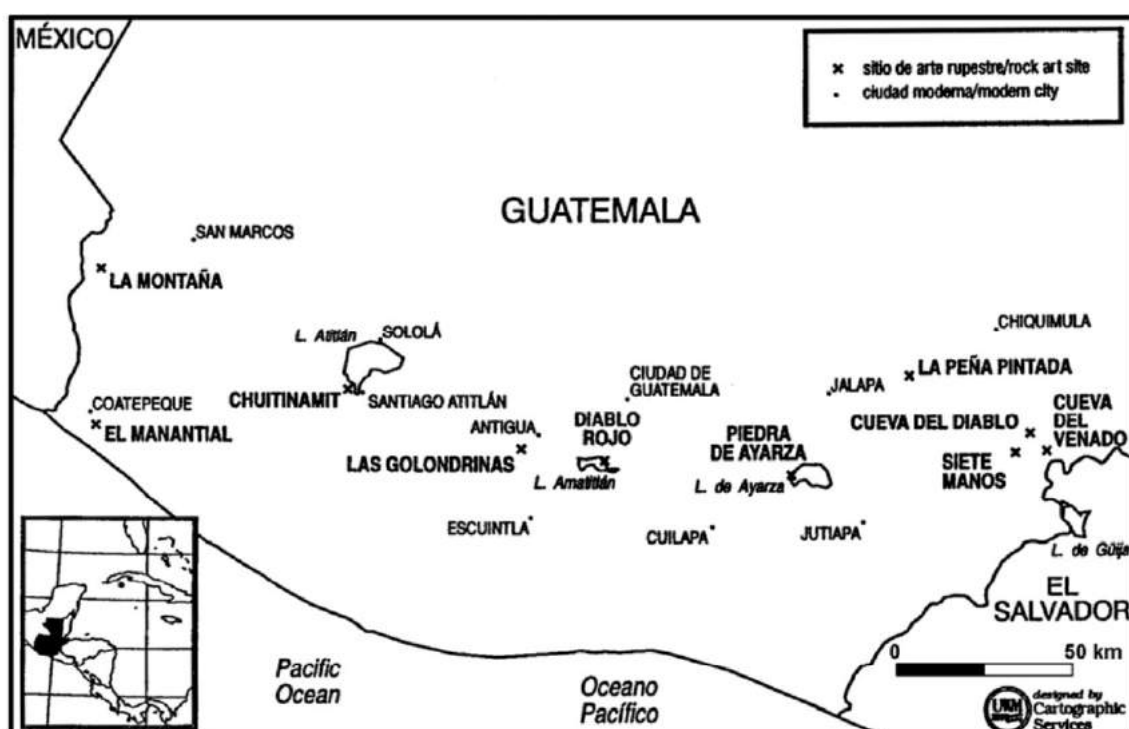 MÉXICO
× sitio de arte rupestre/rock art site
· ciudad moderna/modern city
GUATEMALA
SAN MARCOS
LA MONTAÑA
L. Atitlán
SOLOLÁ
CHIQUIMULA
CHUITINAMIT
SANTIAGO ATITLÁN
CIUDAD DE
GUATEMALA
JALAPA
LA PEÑA PINTADA
COATEPEQUE
EL MANANTIAL
ANTIGUA
DIABLO
ROJO
PIEDRA
DE AYARZA
CUEVA DEL DIABLO
CUEVA
DEL
VENADO
LAS GOLONDRINAS
L. Amatitlán
L. de Ayarza
SIETE
MANOS
ESCUINTLA
CUILAPA
JUTIAPA
L. de Güija
EL
SALVADOR
0 50 km
Pacific
Ocean
Oceano
Pacífico
designed by
Cartographic
Services